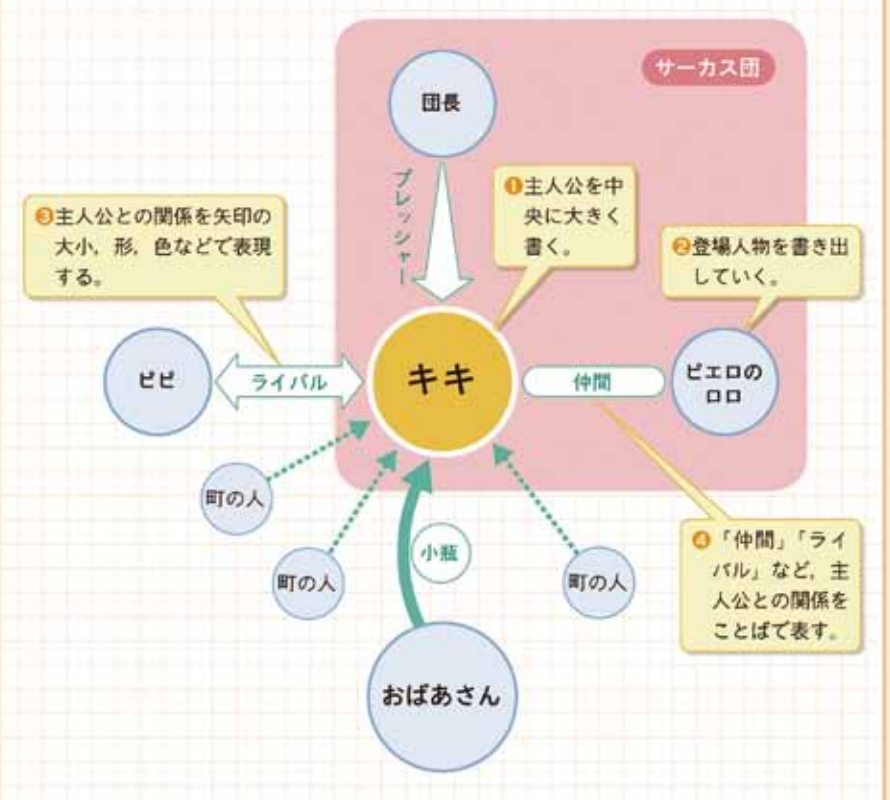 サーカス団
団長
プレッシャー
❶主人公を中
央に大きく
書く。
❸主人公との関係を矢印の
大小，形，色などで表現
する。
❷登場人物を書き出
していく。
ピピ
ライバル
キキ
仲間
ピエロの
ロロ
町の人
町の人
小瓶
町の人
❹「仲間」「ライ
バル」など，主
人公との関係を
ことばで表す。
おばあさん